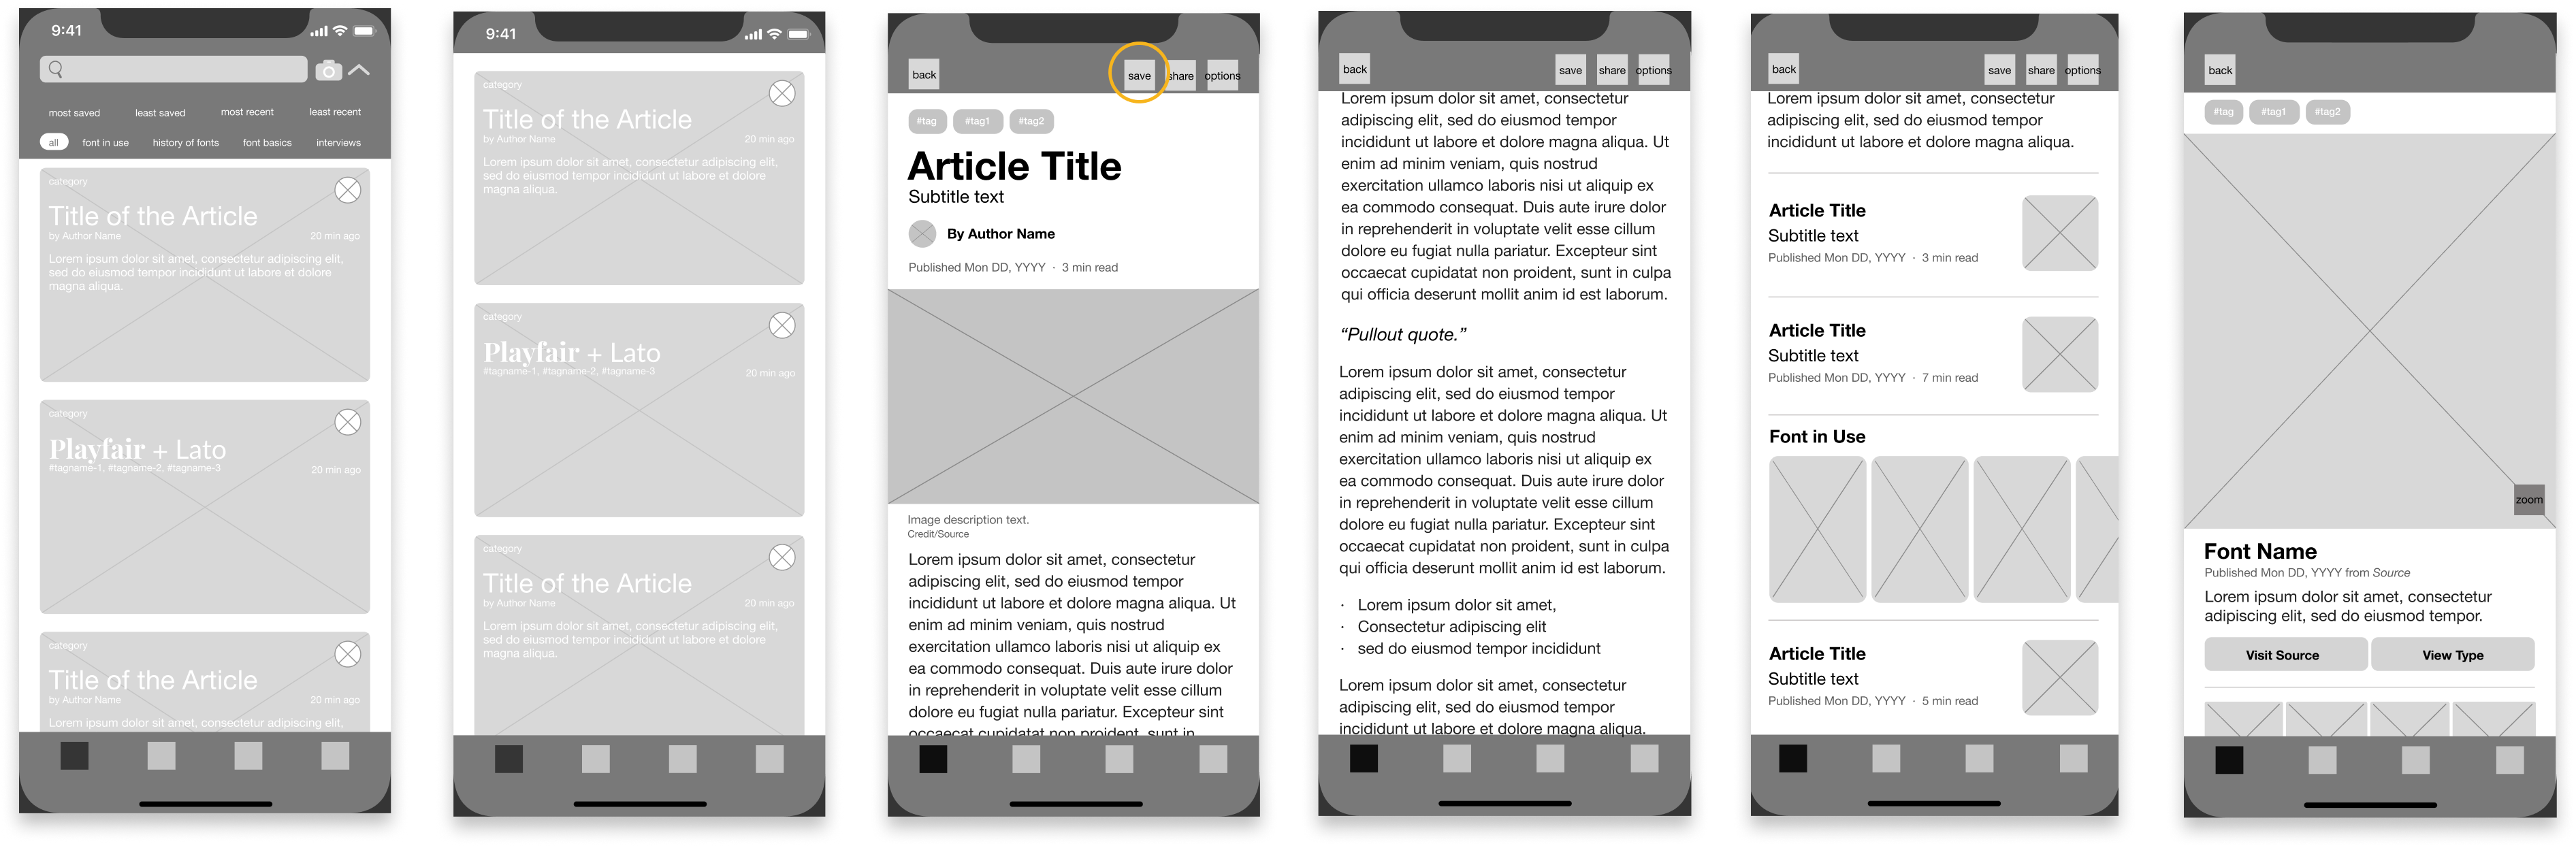 9:41
most saved least saved most recent least recent
all font in use history of fonts font basics interviews
category
Title of the Article
by Author Name 20 min ago
Lorem ipsum dolor sit amet, consectetur adipiscing elit,
sed do eiusmod tempor incididunt ut labore et dolore
magna aliqua.
category
Playfair + Lato
#tagname-1, #tagname-2, #tagname-3 20 min ago
category
Title of the Article
by Author Name 20 min ago
Lorem ipsum dolor sit amet, consectetur adipiscing elit,
9:41
category
Title of the Article
by Author Name 20 min ago
Lorem ipsum dolor sit amet, consectetur adipiscing elit,
sed do eiusmod tempor incididunt ut labore et dolore
magna aliqua.
category
Playfair + Lato
#tagname-1, #tagname-2, #tagname-3 20 min ago
category
Title of the Article
by Author Name 20 min ago
Lorem ipsum dolor sit amet, consectetur adipiscing elit,
sed do eiusmod tempor incididunt ut labore et dolore
magna aliqua.
back save share options
#tag #tag1 #tag2
Article Title
Subtitle text
By Author Name
Published Mon DD, YYYY · 3 min read
Image description text.
Credit/Source
Lorem ipsum dolor sit amet, consectetur
adipiscing elit, sed do eiusmod tempor
incididunt ut labore et dolore magna aliqua. Ut
enim ad minim veniam, quis nostrud
exercitation ullamco laboris nisi ut aliquip ex
ea commodo consequat. Duis aute irure dolor
in reprehenderit in voluptate velit esse cillum
dolore eu fugiat nulla pariatur. Excepteur sint
occaecat cupidatat non proident, sunt in
back save share options
Lorem ipsum dolor sit amet, consectetur
adipiscing elit, sed do eiusmod tempor
incididunt ut labore et dolore magna aliqua. Ut
enim ad minim veniam, quis nostrud
exercitation ullamco laboris nisi ut aliquip ex
ea commodo consequat. Duis aute irure dolor
in reprehenderit in voluptate velit esse cillum
dolore eu fugiat nulla pariatur. Excepteur sint
occaecat cupidatat non proident, sunt in culpa
qui officia deserunt mollit anim id est laborum.
“Pullout quote.”
Lorem ipsum dolor sit amet, consectetur
adipiscing elit, sed do eiusmod tempor
incididunt ut labore et dolore magna aliqua. Ut
enim ad minim veniam, quis nostrud
exercitation ullamco laboris nisi ut aliquip ex
ea commodo consequat. Duis aute irure dolor
in reprehenderit in voluptate velit esse cillum
dolore eu fugiat nulla pariatur. Excepteur sint
occaecat cupidatat non proident, sunt in culpa
qui officia deserunt mollit anim id est laborum.
· Lorem ipsum dolor sit amet,
· Consectetur adipiscing elit
· sed do eiusmod tempor incididunt
Lorem ipsum dolor sit amet, consectetur
adipiscing elit, sed do eiusmod tempor
incididunt ut labore et dolore magna aliqua.
back save share options
Lorem ipsum dolor sit amet, consectetur
adipiscing elit, sed do eiusmod tempor
incididunt ut labore et dolore magna aliqua.
Article Title
Subtitle text
Published Mon DD, YYYY · 3 min read
Article Title
Subtitle text
Published Mon DD, YYYY · 7 min read
Font in Use
Article Title
Subtitle text
Published Mon DD, YYYY · 5 min read
back
#tag #tag1 #tag2
zoom
Font Name
Published Mon DD, YYYY from Source
Lorem ipsum dolor sit amet, consectetur
adipiscing elit, sed do eiusmod tempor.
Visit Source View Type